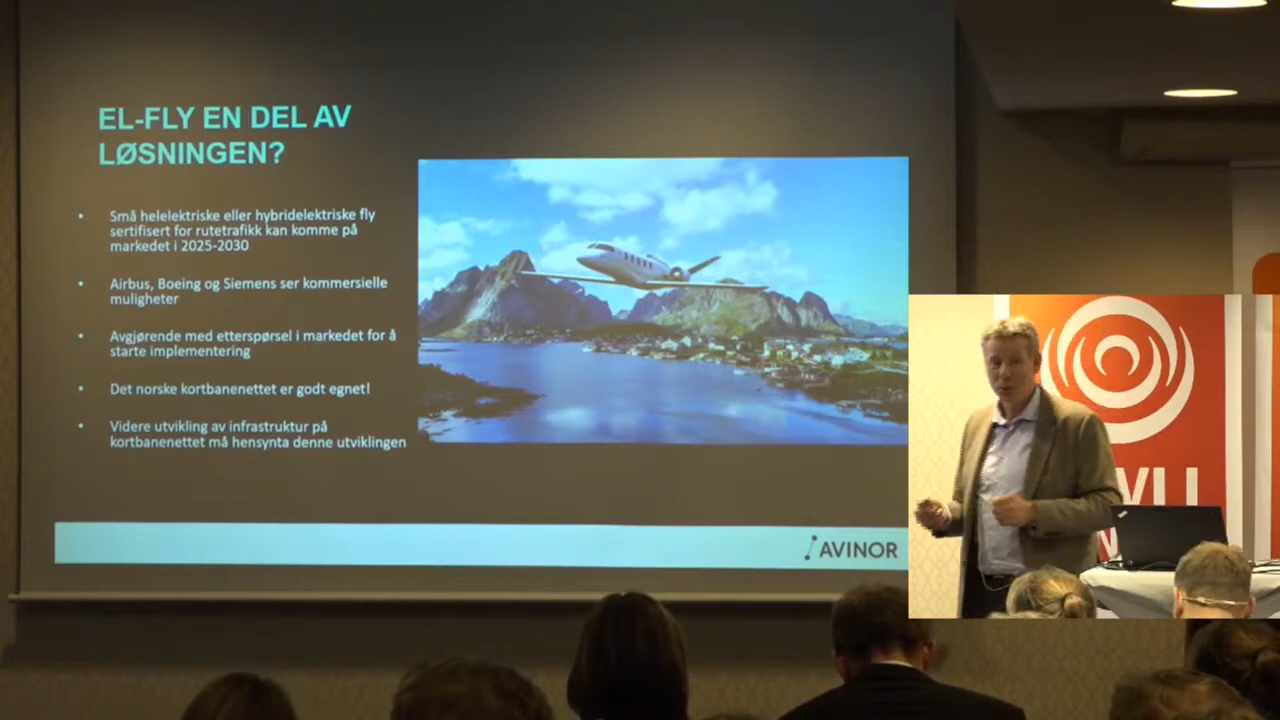 EL-FLY EN DEL AV
LØSNINGEN?
• Små helelektriske eller hybridelektriske fly
sertifisert for rutetrafikk kan komme på
markedet i 2025-2030
• Airbus, Boeing og Siemens ser kommersielle
muligheter
• Avgjørende med etterspørsel i markedet for å
starte implementering
• Det norske kortbanenettet er godt egnet!
• Videre utvikling av infrastruktur på
kortbanenettet må hensynta denne utviklingen
AVINOR